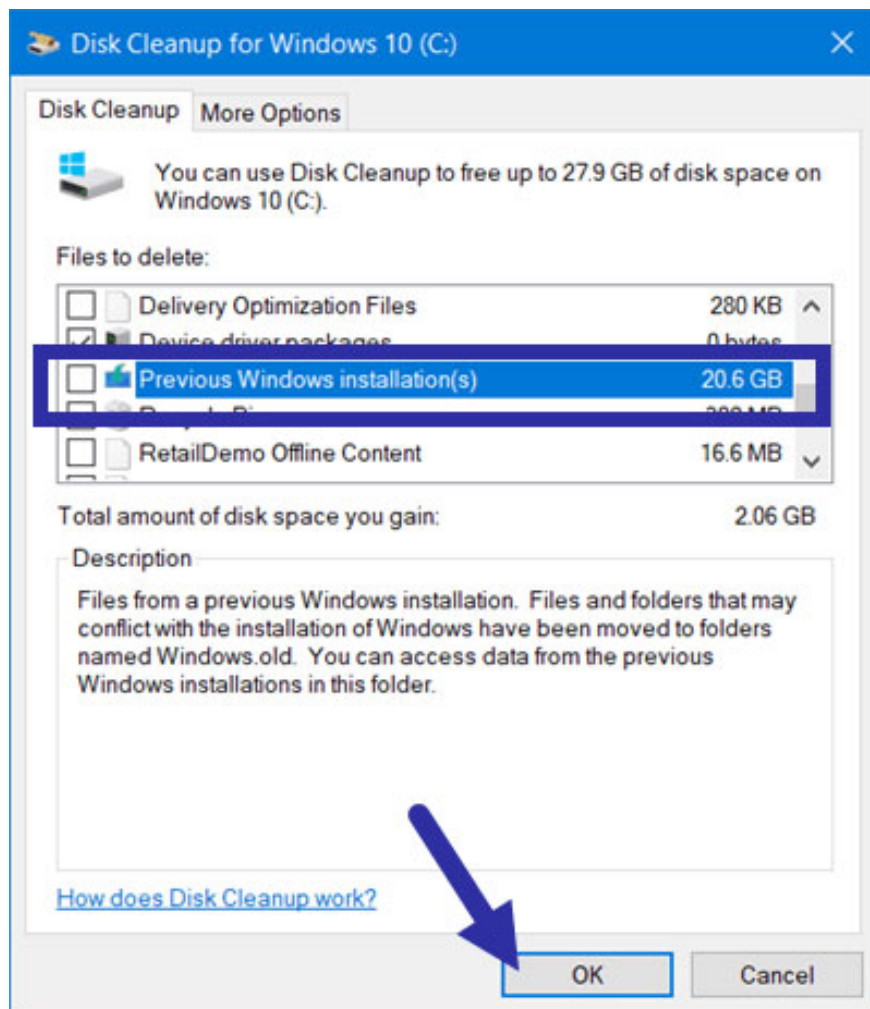 Disk Cleanup for Windows 10 (C:)
Disk Cleanup
More Options
You can use Disk Cleanup to free up to 27.9 GB of disk space on
Windows 10 (C:).
Files to delete:
Delivery Optimization Files 280 KB
Device driver packages 0 bytes
Previous Windows installation(s) 20.6 GB
RetailDemo Offline Content 16.6 MB
Total amount of disk space you gain: 2.06 GB
Description
Files from a previous Windows installation. Files and folders that may
conflict with the installation of Windows have been moved to folders
named Windows.old. You can access data from the previous
Windows installations in this folder.
How does Disk Cleanup work?
OK Cancel